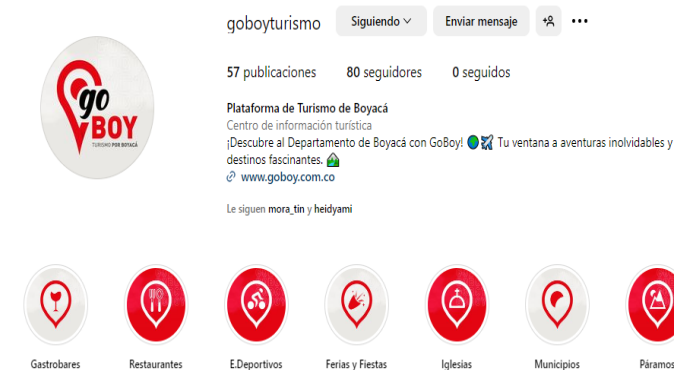 goboyturismo
Siguiendo
Enviar mensaje
57 publicaciones
80 seguidores
0 seguidos
go
BOY
TURISMO POR BOYACÁ
Plataforma de Turismo de Boyacá
Centro de información turística
¡Descubre al Departamento de Boyacá con GoBoy! 🌎✈️ Tu ventana a aventuras inolvidables y
destinos fascinantes. 🏞️
www.goboy.com.co
Le siguen mora_tin y heidyami
Gastrobares
Restaurantes
E.Deportivos
Ferias y Fiestas
Iglesias
Municipios
Páramos